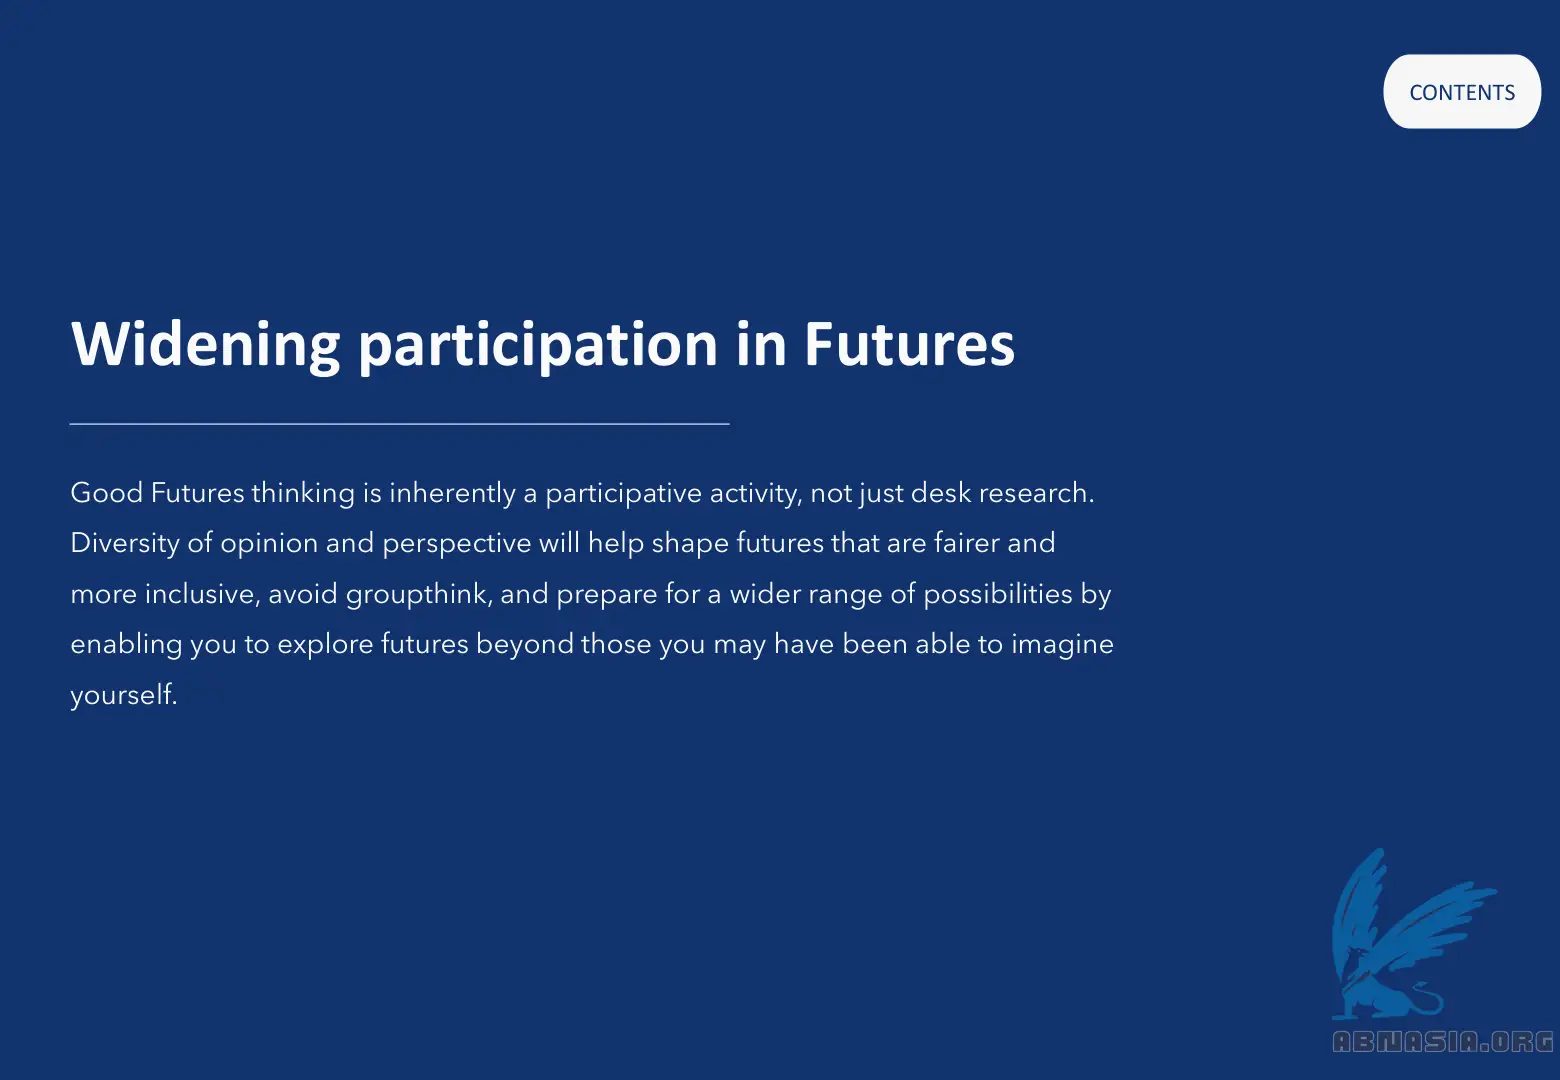 CONTENTS
Widening participation in Futures
Good Futures thinking is inherently a participative activity, not just desk research.
Diversity of opinion and perspective will help shape futures that are fairer and
more inclusive, avoid groupthink, and prepare for a wider range of possibilities by
enabling you to explore futures beyond those you may have been able to imagine
yourself.
ABNASIA.ORG